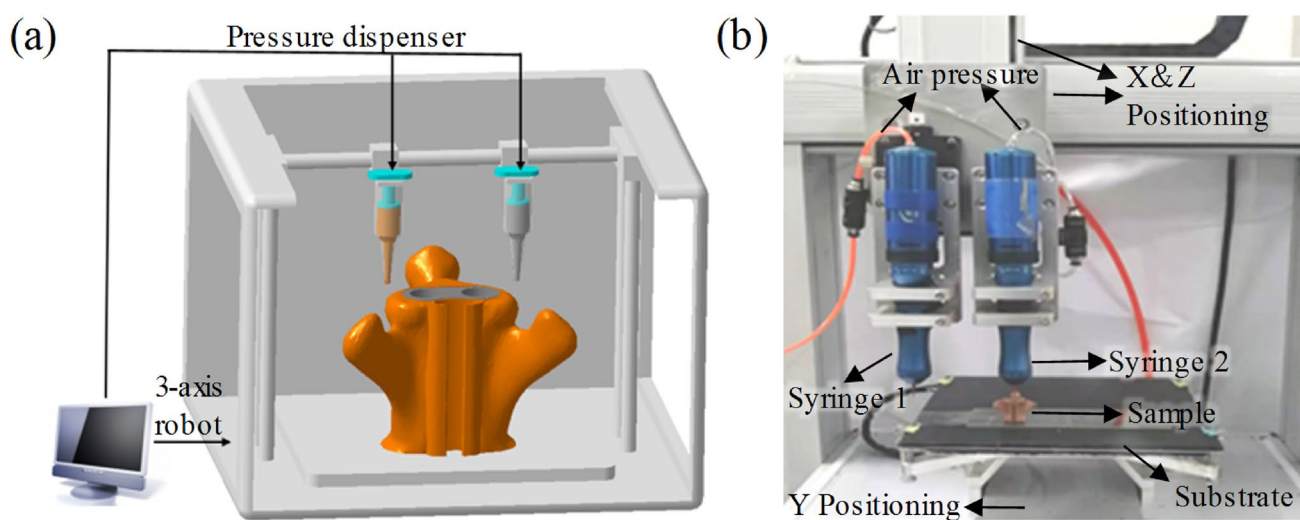 (a)
Pressure dispenser
3-axis
robot
(b)
Air pressure
X&Z
Positioning
Syringe 1
Syringe 2
Sample
Substrate
Y Positioning